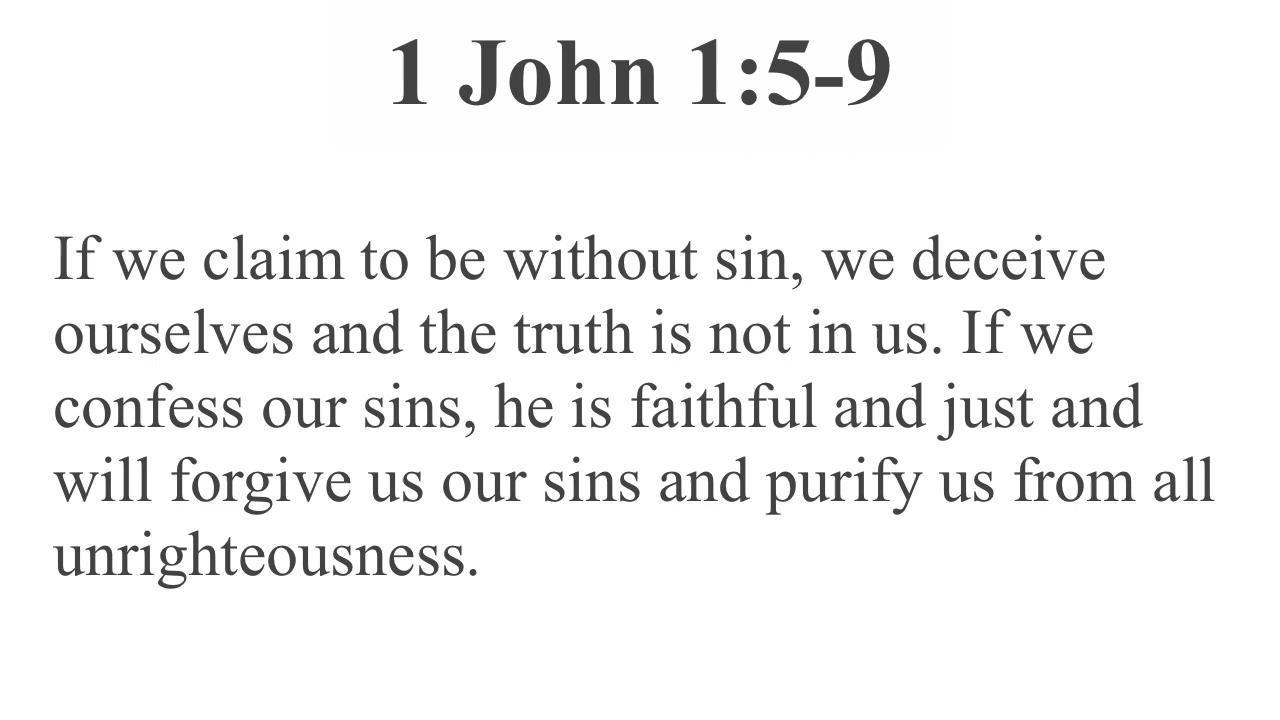 1 John 1:5-9
If we claim to be without sin, we deceive
ourselves and the truth is not in us. If we
confess our sins, he is faithful and just and
will forgive us our sins and purify us from all
unrighteousness.